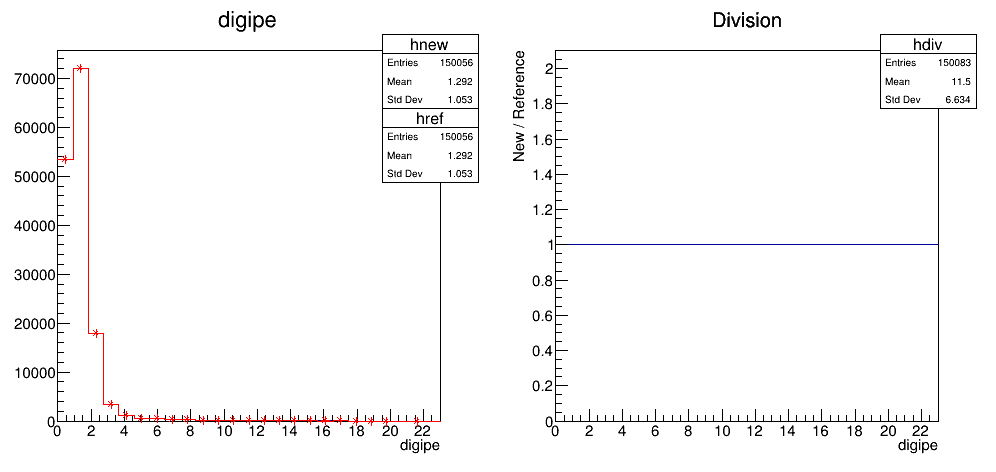 digipe
hnew
Entries 150056
Mean 1.292
Std Dev 1.053
href
Entries 150056
Mean 1.292
Std Dev 1.053
70000
60000
50000
40000
30000
20000
10000
0
0 2 4 6 8 10 12 14 16 18 20 22
digipe
Division
hdiv
Entries 150083
Mean 11.5
Std Dev 6.634
New / Reference
2
1.8
1.6
1.4
1.2
1
0.8
0.6
0.4
0.2
0
0 2 4 6 8 10 12 14 16 18 20 22
digipe